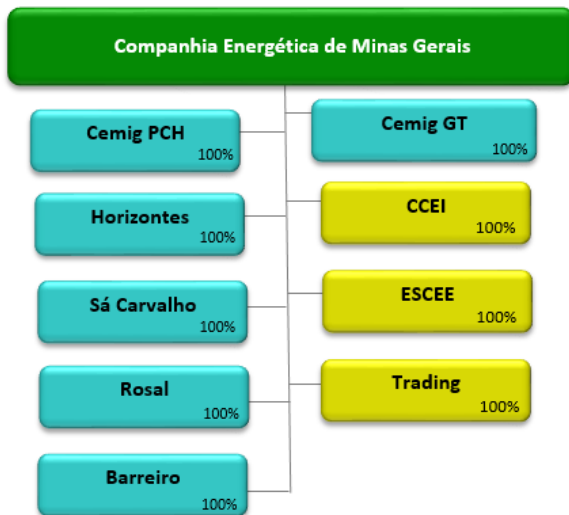 Companhia Energética de Minas Gerais
Cemig PCH
100%
Horizontes
100%
Sá Carvalho
100%
Rosal
100%
Barreiro
100%
Cemig GT
100%
CCEI
100%
ESCEE
100%
Trading
100%